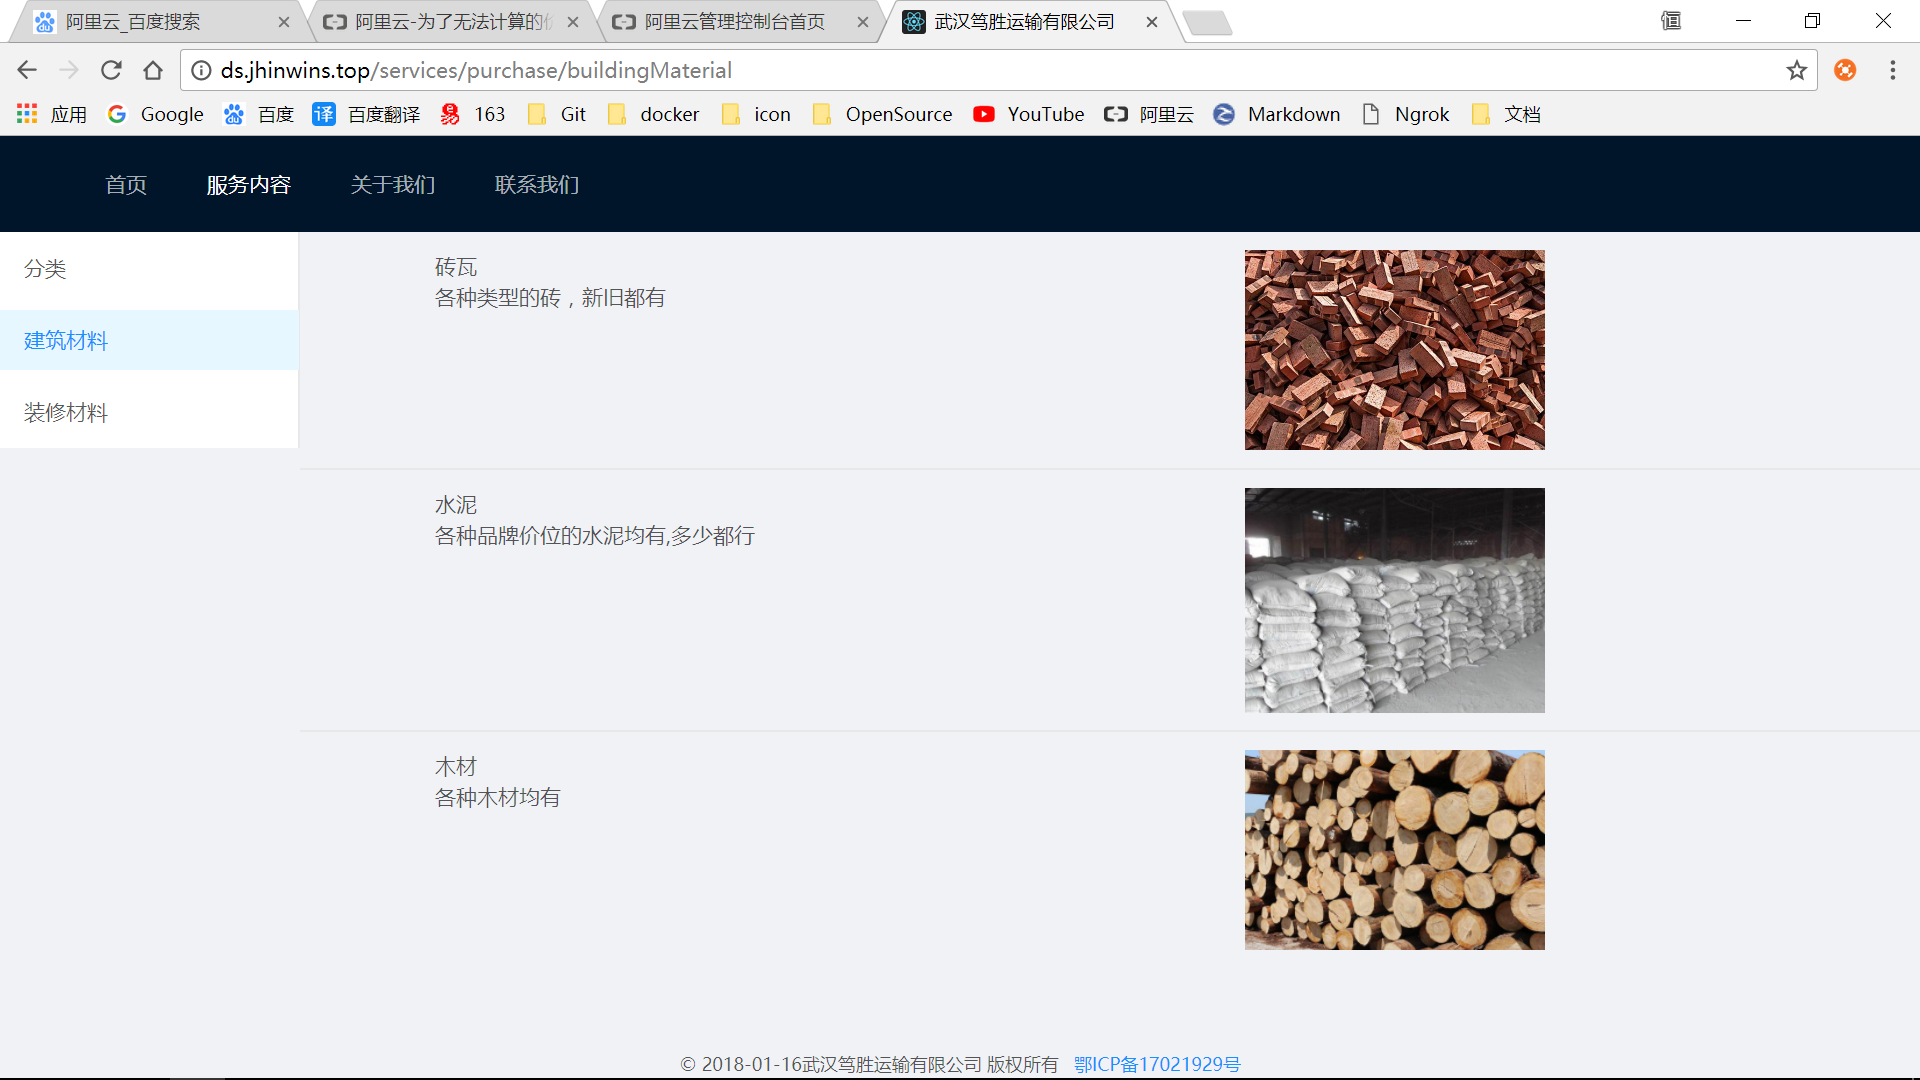 阿里云_百度搜索
阿里云-为了无法计算的
阿里云管理控制台首页
武汉笃胜运输有限公司
恒
ds.jhinwins.top/services/purchase/buildingMaterial
应用
Google
百度
译 百度翻译
163
Git
docker
icon
OpenSource
YouTube
阿里云
Markdown
Ngrok
文档
首页
服务内容
关于我们
联系我们
分类
建筑材料
装修材料
砖瓦
各种类型的砖，新旧都有
水泥
各种品牌价位的水泥均有,多少都行
木材
各种木材均有
© 2018-01-16武汉笃胜运输有限公司 版权所有 鄂ICP备17021929号